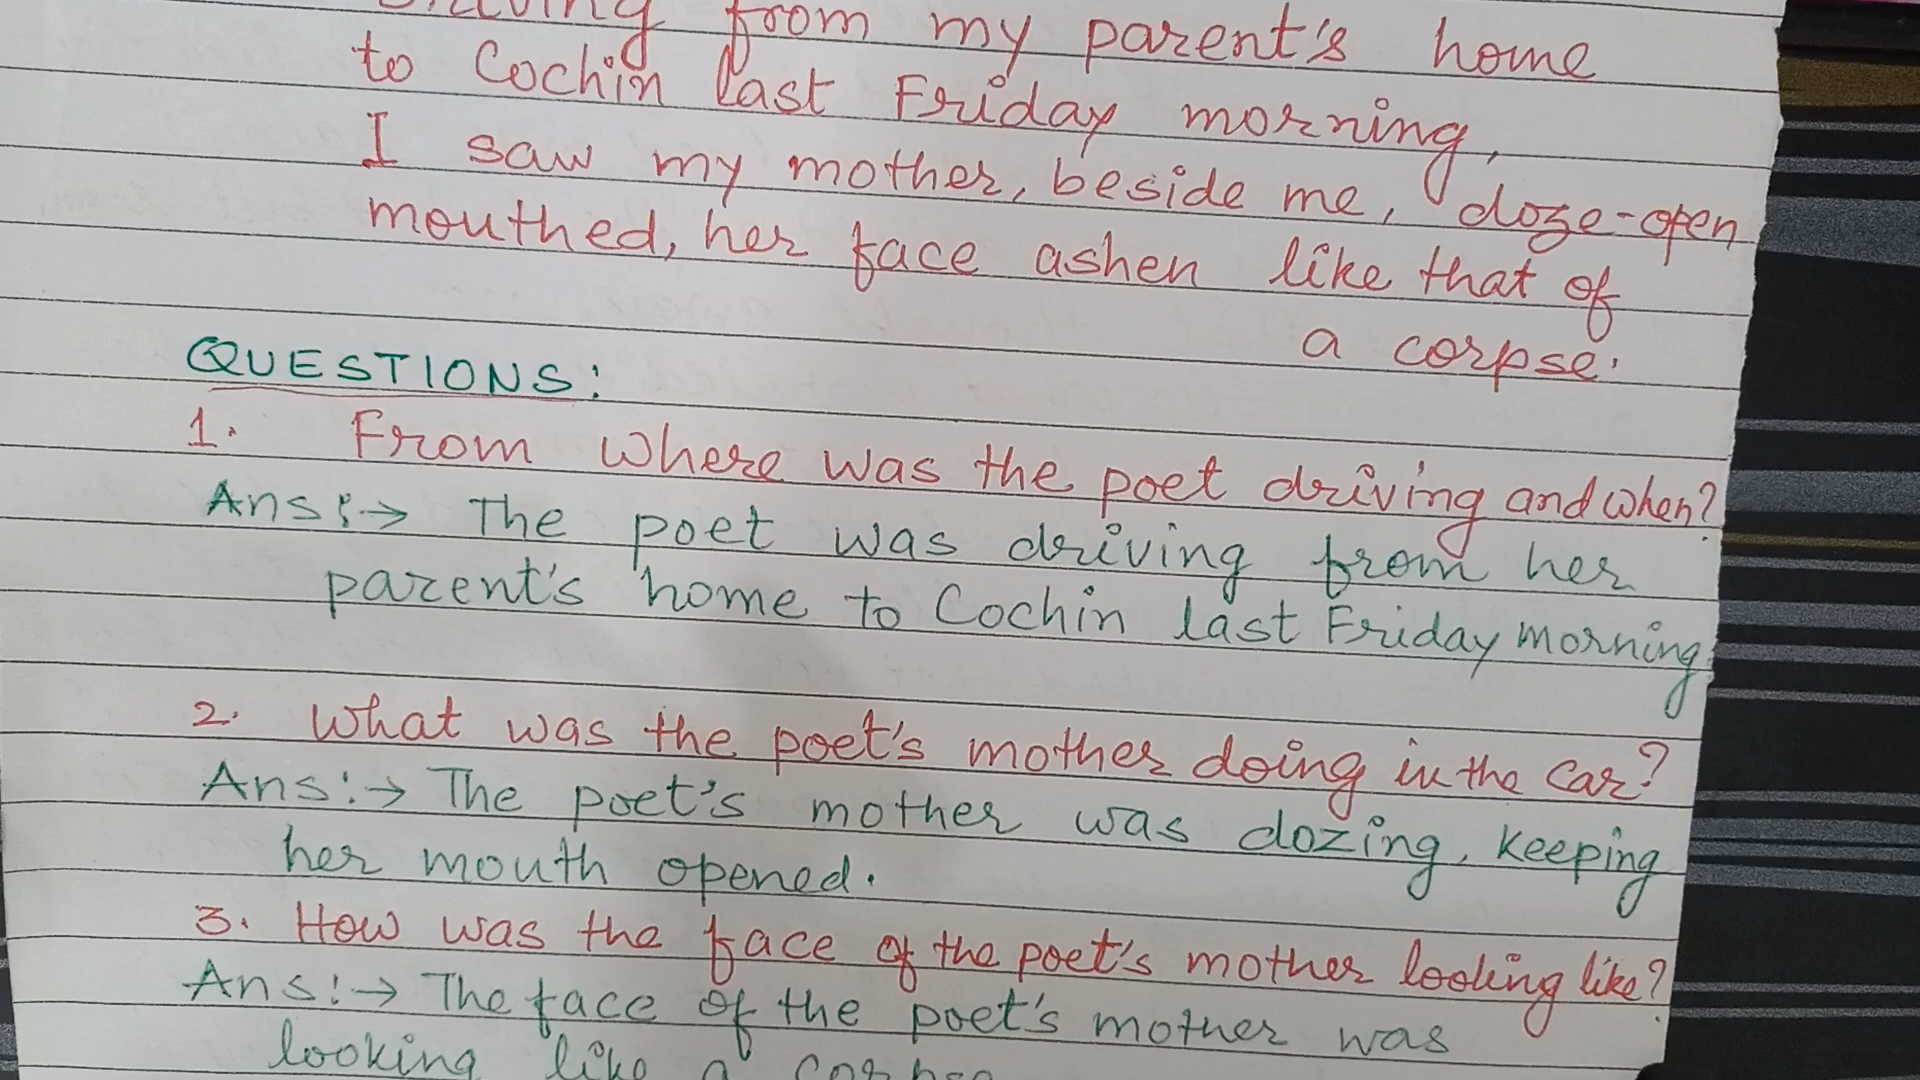 Driving from my parent's home
to Cochin last Friday morning,
I saw my mother, beside me, doze-open
mouthed, her face ashen like that of
a corpse.
QUESTIONS:
1. From where was the poet driving and when?
Ans:→ The poet was driving from her
parent's home to Cochin last Friday morning.
2. What was the poet's mother doing in the car?
Ans:→ The poet's mother was dozing, keeping
her mouth opened.
3. How was the face of the poet's mother looking like?
Ans:→ The face of the poet's mother was
looking like a corpse